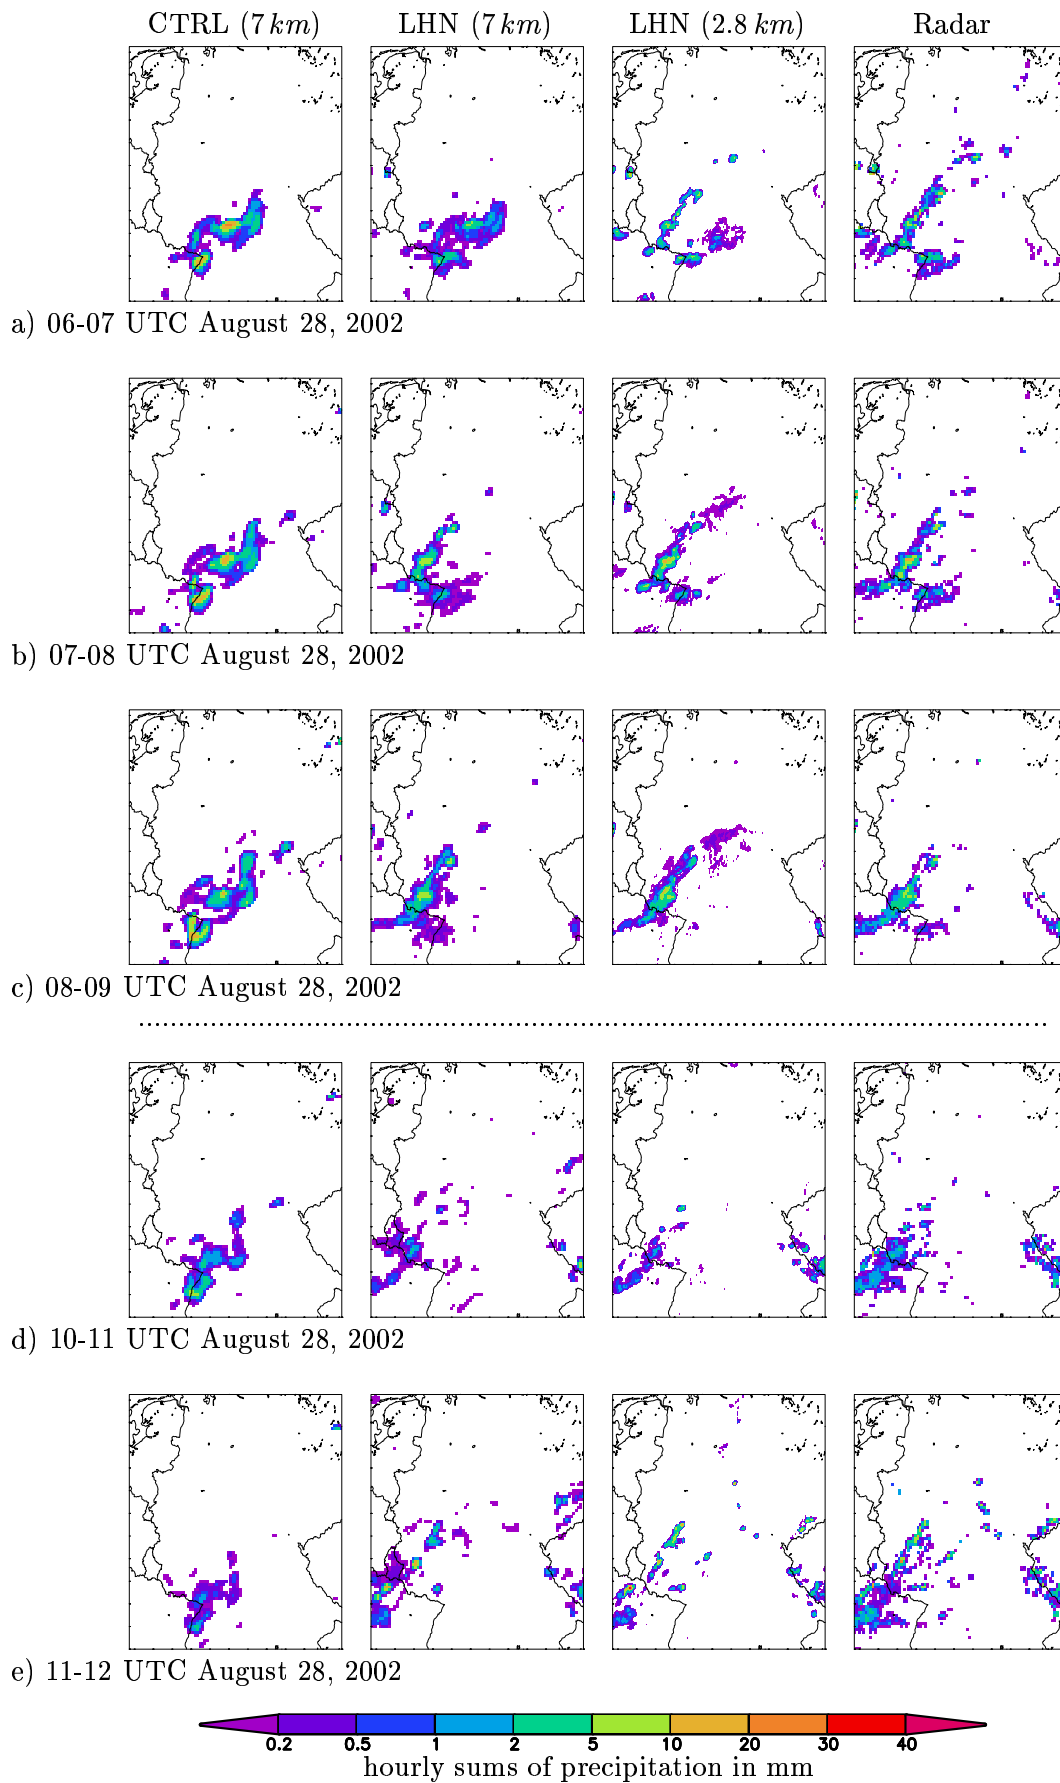 CTRL (7 km) LHN (7 km) LHN (2.8 km) Radar
a) 06-07 UTC August 28, 2002
b) 07-08 UTC August 28, 2002
c) 08-09 UTC August 28, 2002
d) 10-11 UTC August 28, 2002
e) 11-12 UTC August 28, 2002
0.2 0.5 1 2 5 10 20 30 40
hourly sums of precipitation in mm